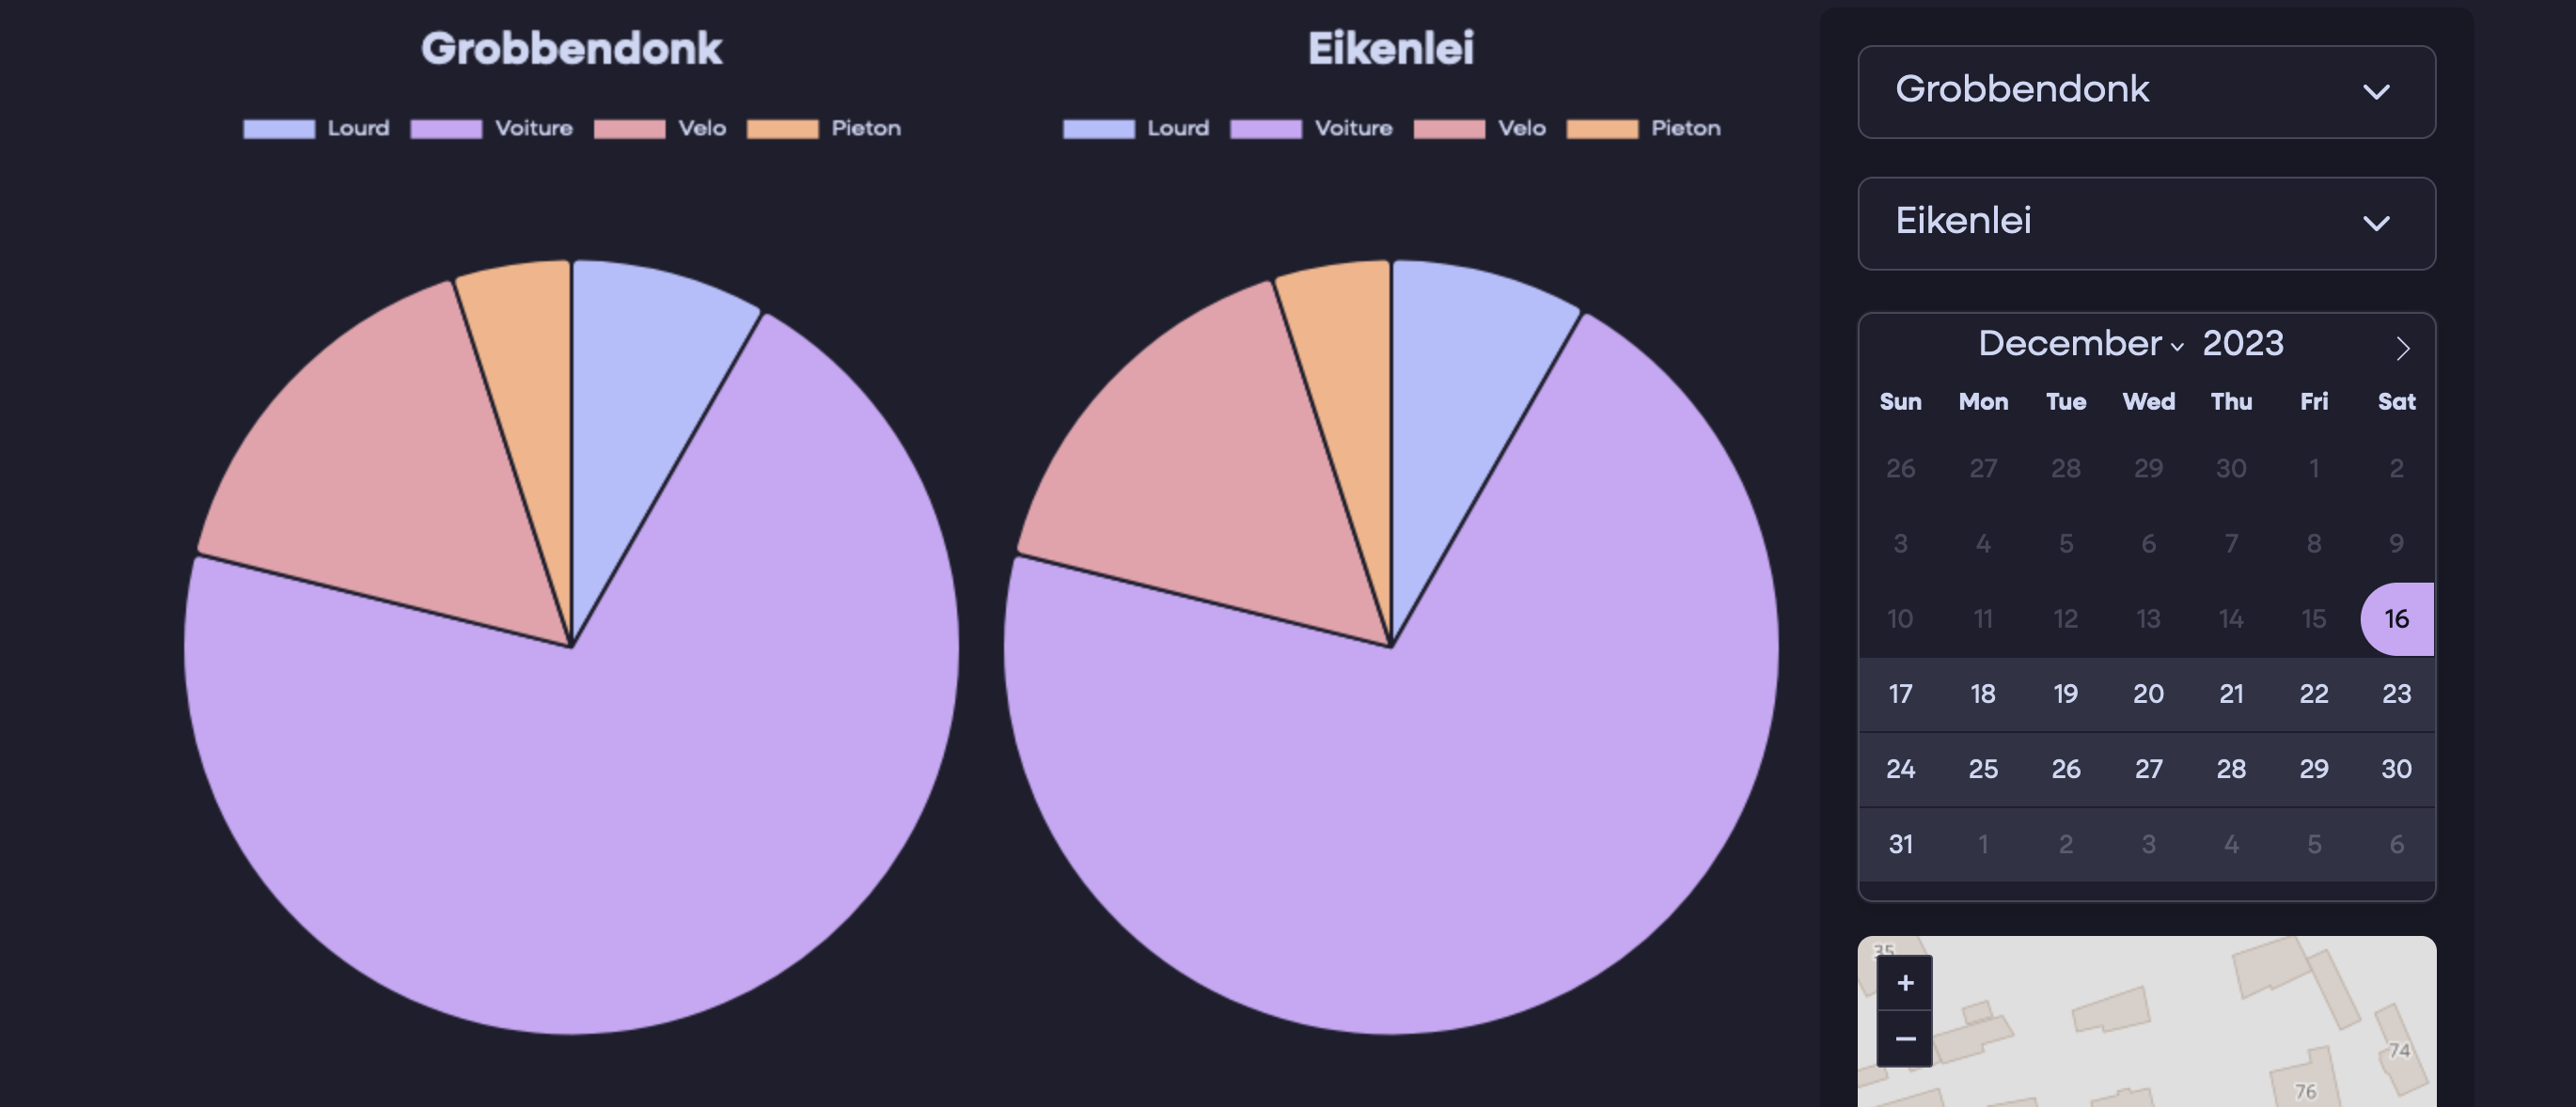 Grobbendonk
Lourd Voiture Velo Pieton
Eikenlei
Lourd Voiture Velo Pieton
Grobbendonk
Eikenlei
December 2023
Sun Mon Tue Wed Thu Fri Sat
26 27 28 29 30 1 2
3 4 5 6 7 8 9
10 11 12 13 14 15 16
17 18 19 20 21 22 23
24 25 26 27 28 29 30
31 1 2 3 4 5 6
35
+
−
74
76